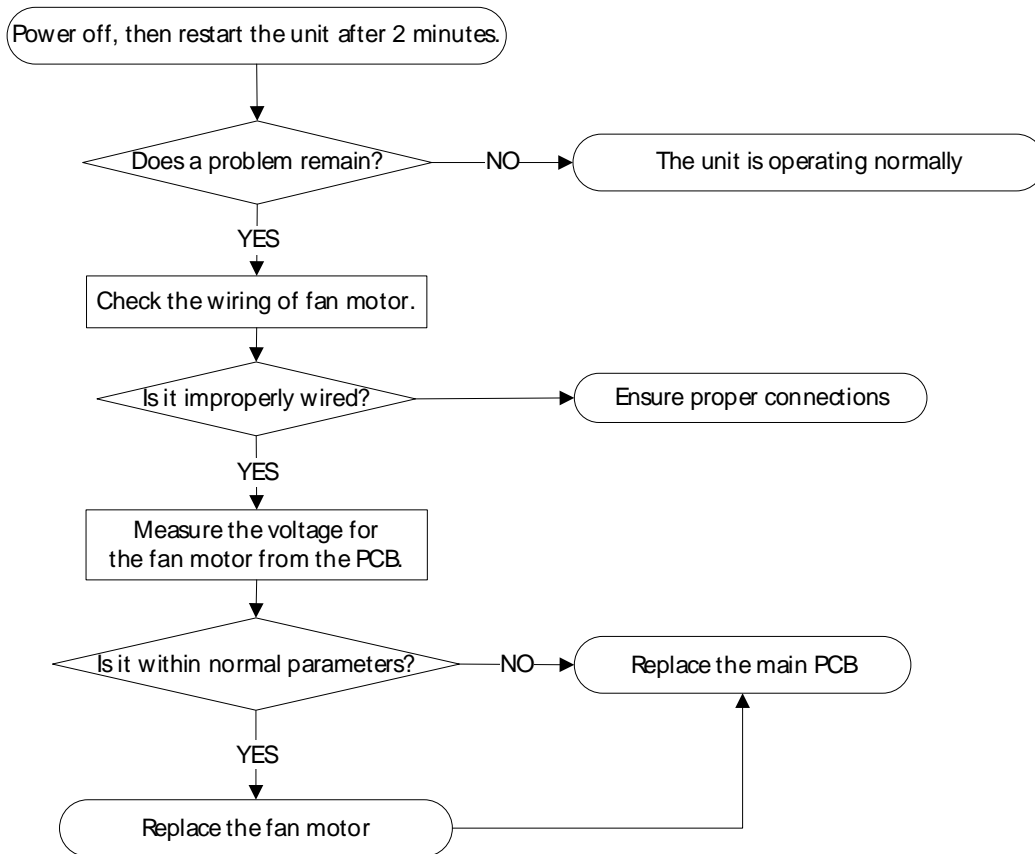 Power off, then restart the unit after 2 minutes.
Does a problem remain?
NO
The unit is operating normally
YES
Check the wiring of fan motor.
Is it improperly wired?
Ensure proper connections
YES
Measure the voltage for
the fan motor from the PCB.
Is it within normal parameters?
NO
Replace the main PCB
YES
Replace the fan motor